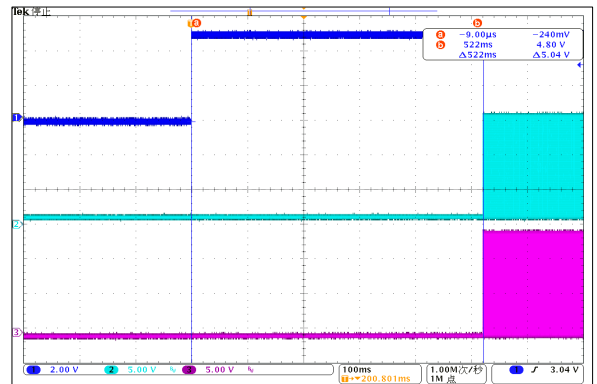 Tek 停止
a
b
a -9.00µs -240mV
b 522ms 4.80 V
Δ522ms Δ5.04 V
1
2
3
1 2.00 V 2 5.00 V 3 5.00 V
100ms
T→▼200.801ms
1.00M次/秒
1M 点
1 3.04 V